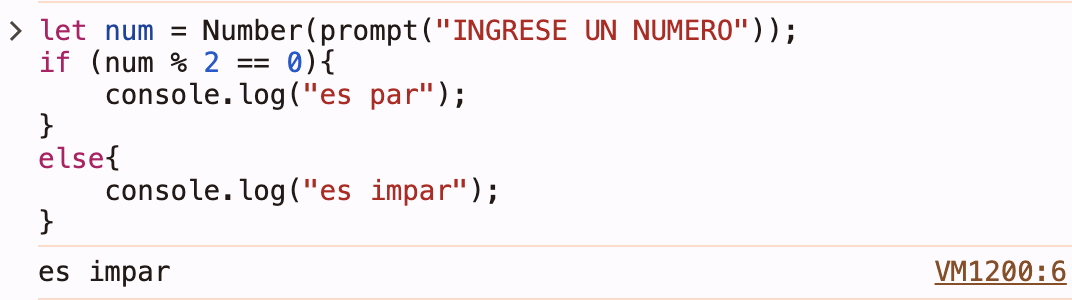 > let num = Number(prompt("INGRESE UN NUMERO"));
if (num % 2 == 0){
    console.log("es par");
}
else{
    console.log("es impar");
}
es impar VM1200:6